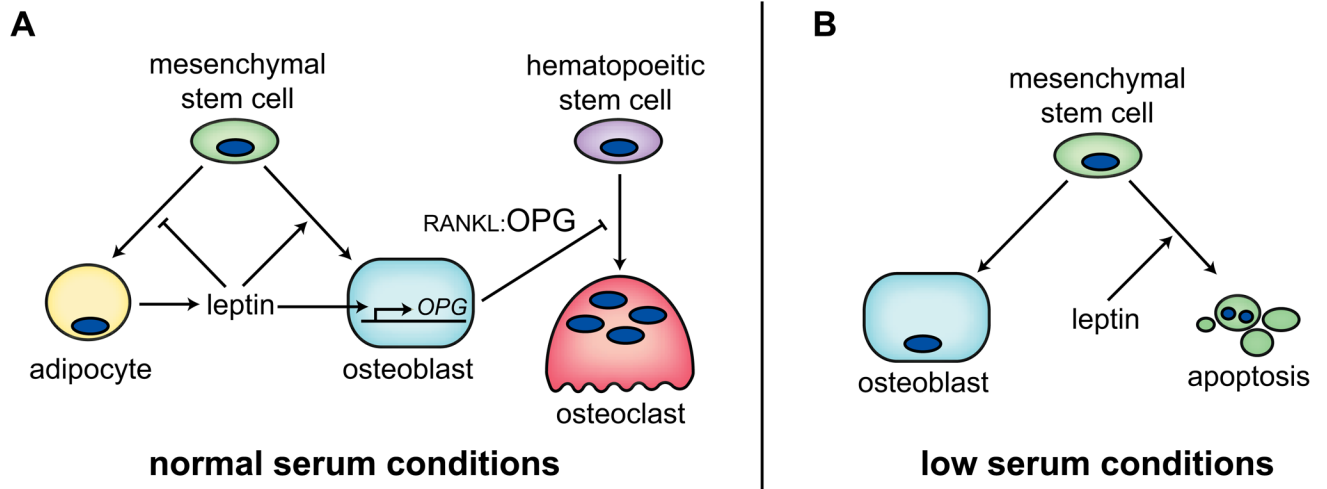 A
mesenchymal
stem cell
hematopoeitic
stem cell
RANKL:OPG
leptin
OPG
adipocyte
osteoblast
osteoclast
normal serum conditions
B
mesenchymal
stem cell
leptin
osteoblast
apoptosis
low serum conditions